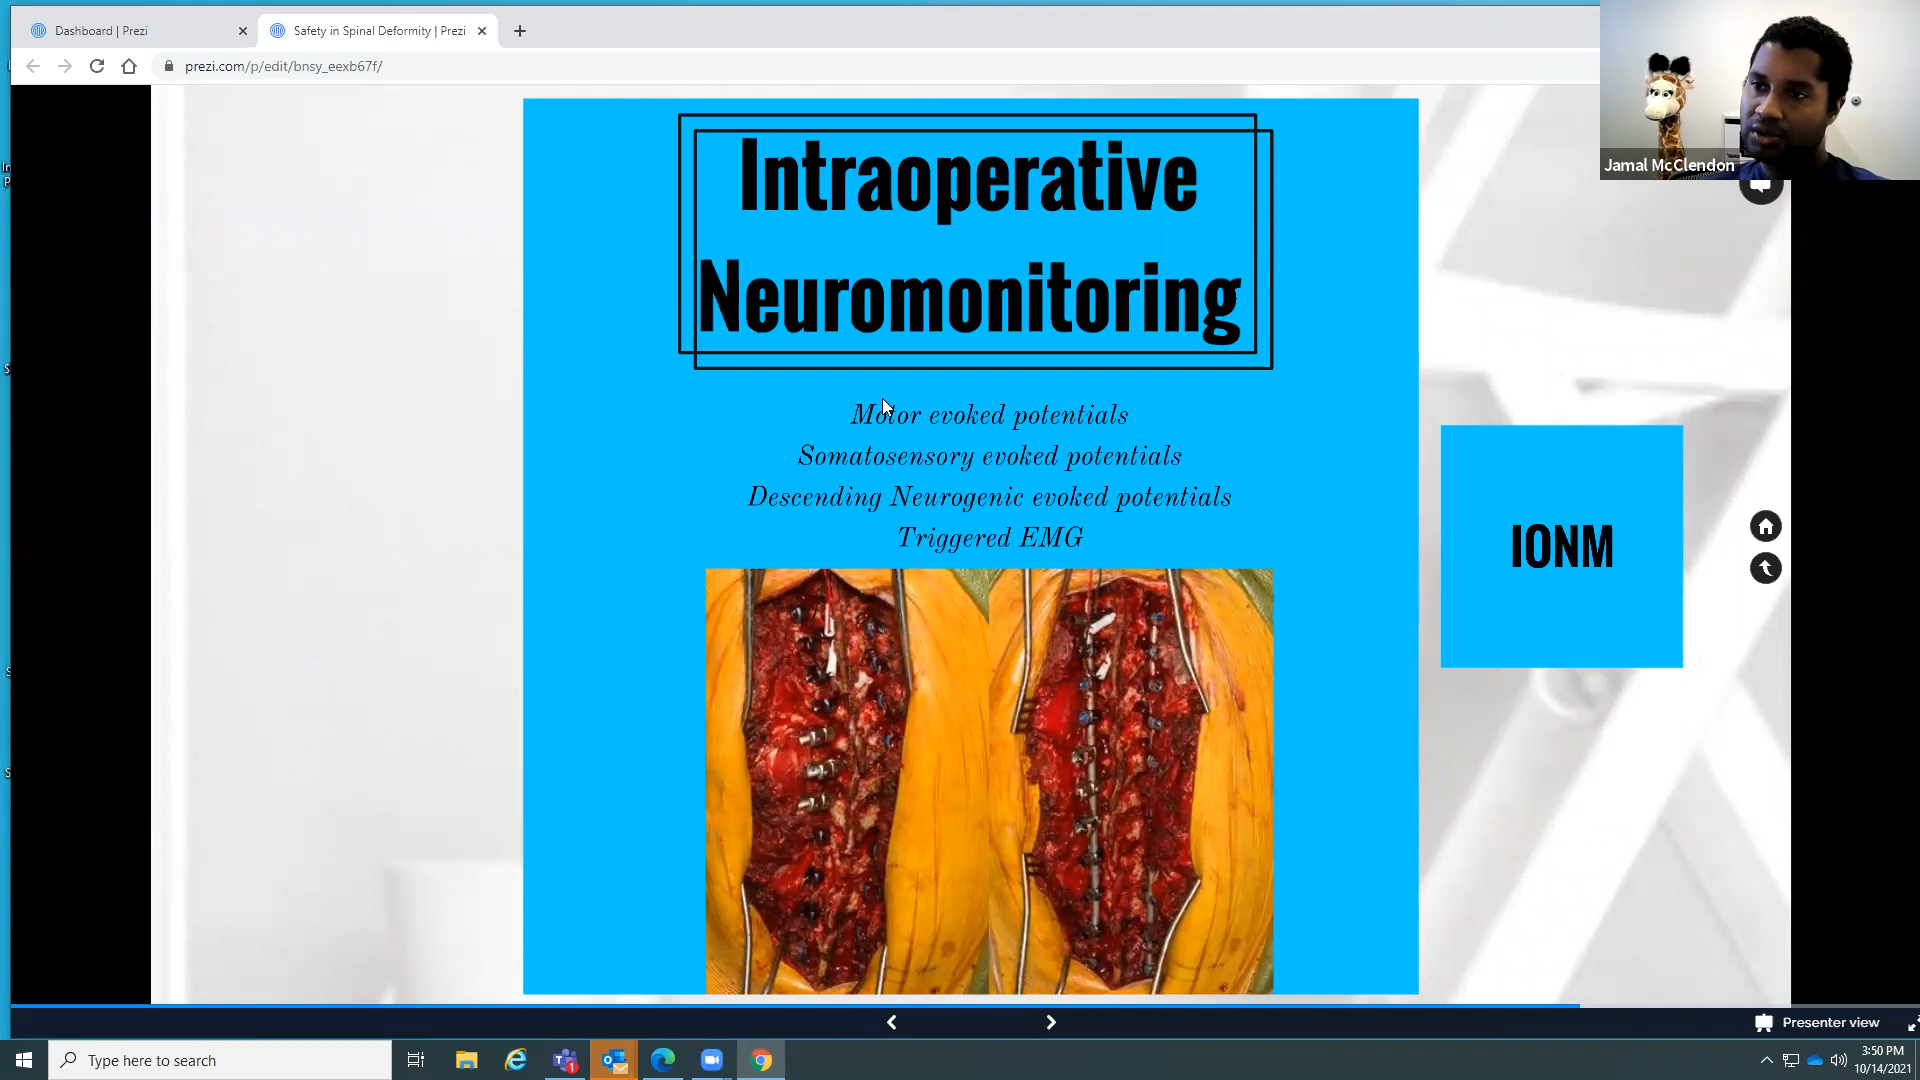 Dashboard | Prezi
Safety in Spinal Deformity | Prezi
prezi.com/p/edit/bnsy_eexb67f/
Jamal McClendon
Intraoperative
Neuromonitoring
Motor evoked potentials
Somatosensory evoked potentials
Descending Neurogenic evoked potentials
Triggered EMG
IONM
Presenter view
Type here to search
3:50 PM
10/14/2021